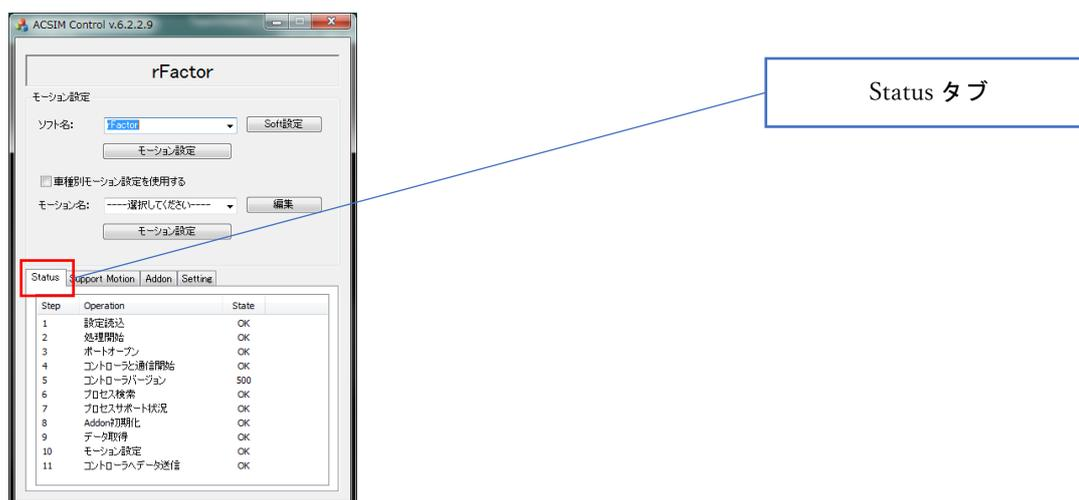 ACSIM Control v.6.2.2.9
rFactor
モーション設定
ソフト名: rFactor Soft設定
モーション設定
車種別モーション設定を使用する
モーション名: ----選択してください---- 編集
モーション設定
Status Support Motion Addon Setting
Step Operation State
1 設定読込 OK
2 処理開始 OK
3 ポートオープン OK
4 コントローラと通信開始 OK
5 コントローラバージョン 500
6 プロセス検索 OK
7 プロセスサポート状況 OK
8 Addon初期化 OK
9 データ取得 OK
10 モーション設定 OK
11 コントローラへデータ送信 OK
Status タブ